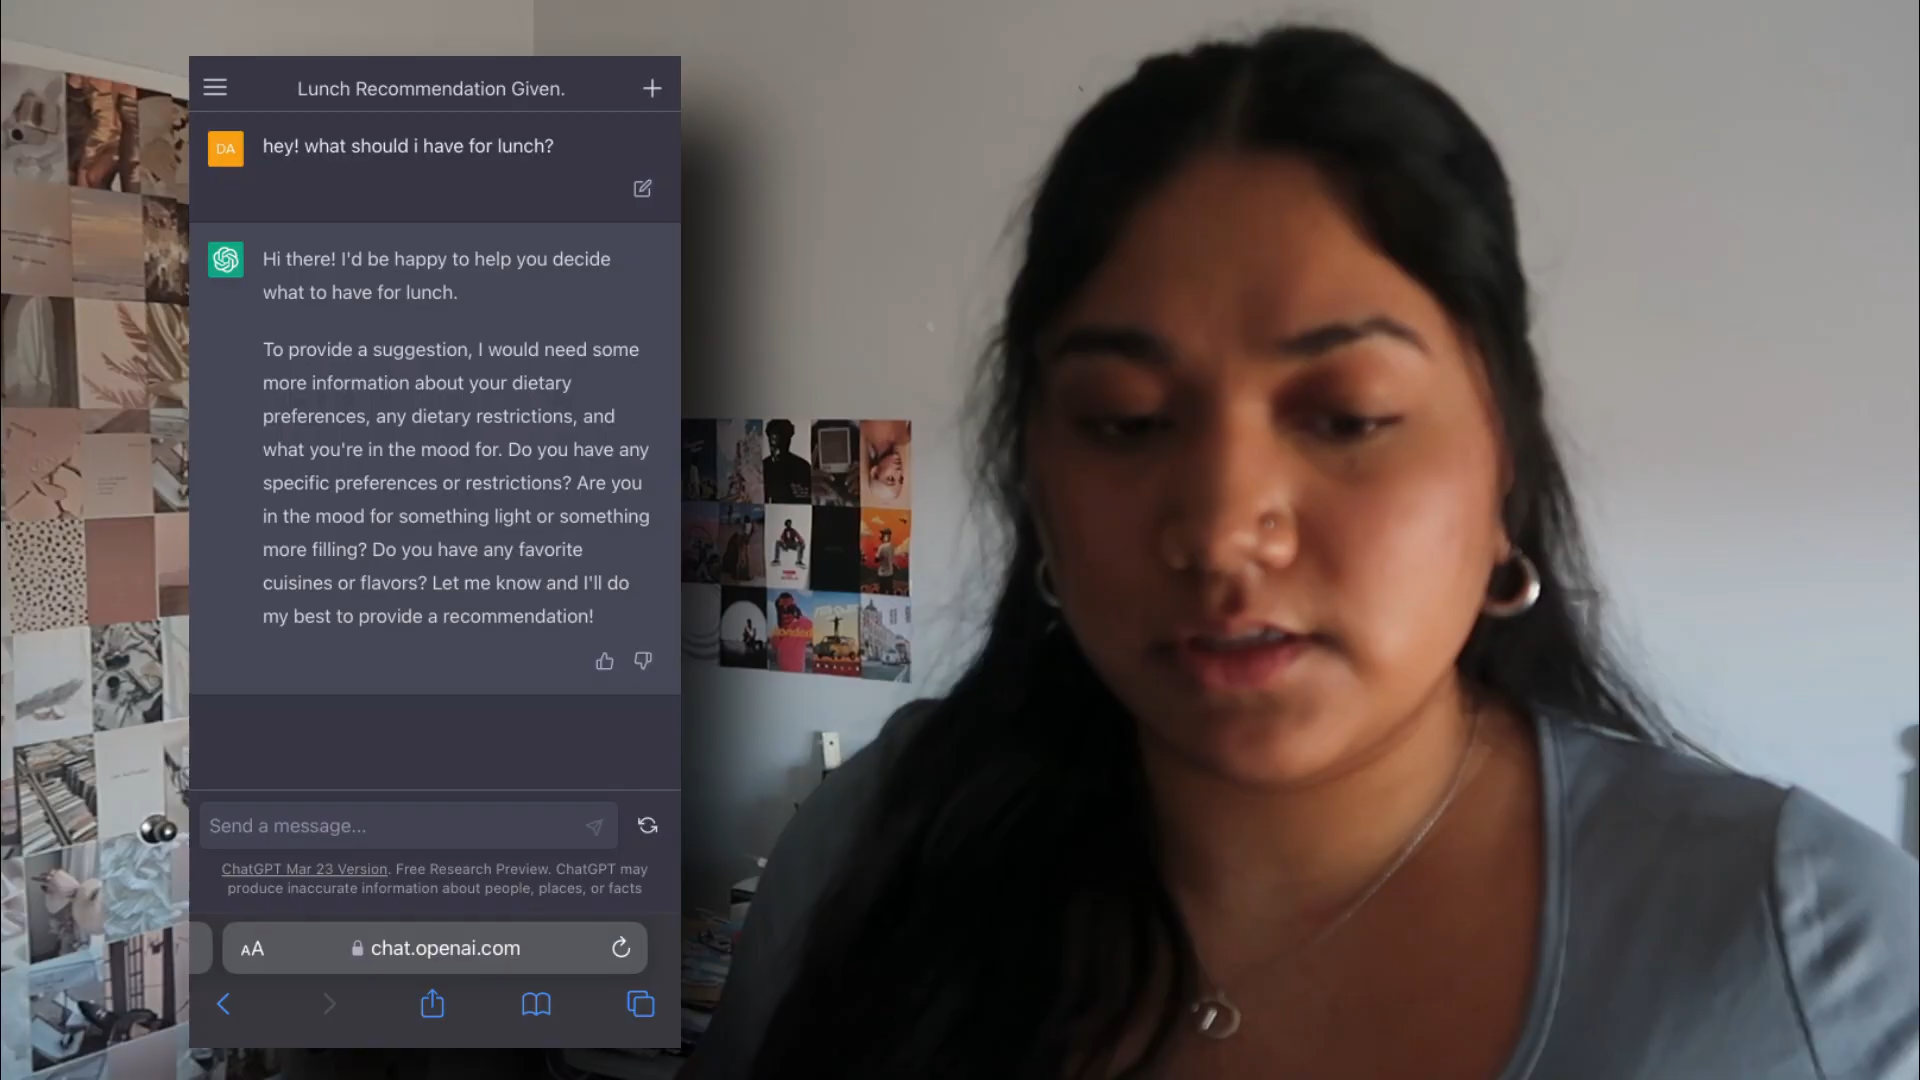 Lunch Recommendation Given.
DA
hey! what should i have for lunch?
Hi there! I'd be happy to help you decide
what to have for lunch.
To provide a suggestion, I would need some
more information about your dietary
preferences, any dietary restrictions, and
what you're in the mood for. Do you have any
specific preferences or restrictions? Are you
in the mood for something light or something
more filling? Do you have any favorite
cuisines or flavors? Let me know and I'll do
my best to provide a recommendation!
Send a message...
ChatGPT Mar 23 Version. Free Research Preview. ChatGPT may
produce inaccurate information about people, places, or facts
AA
chat.openai.com